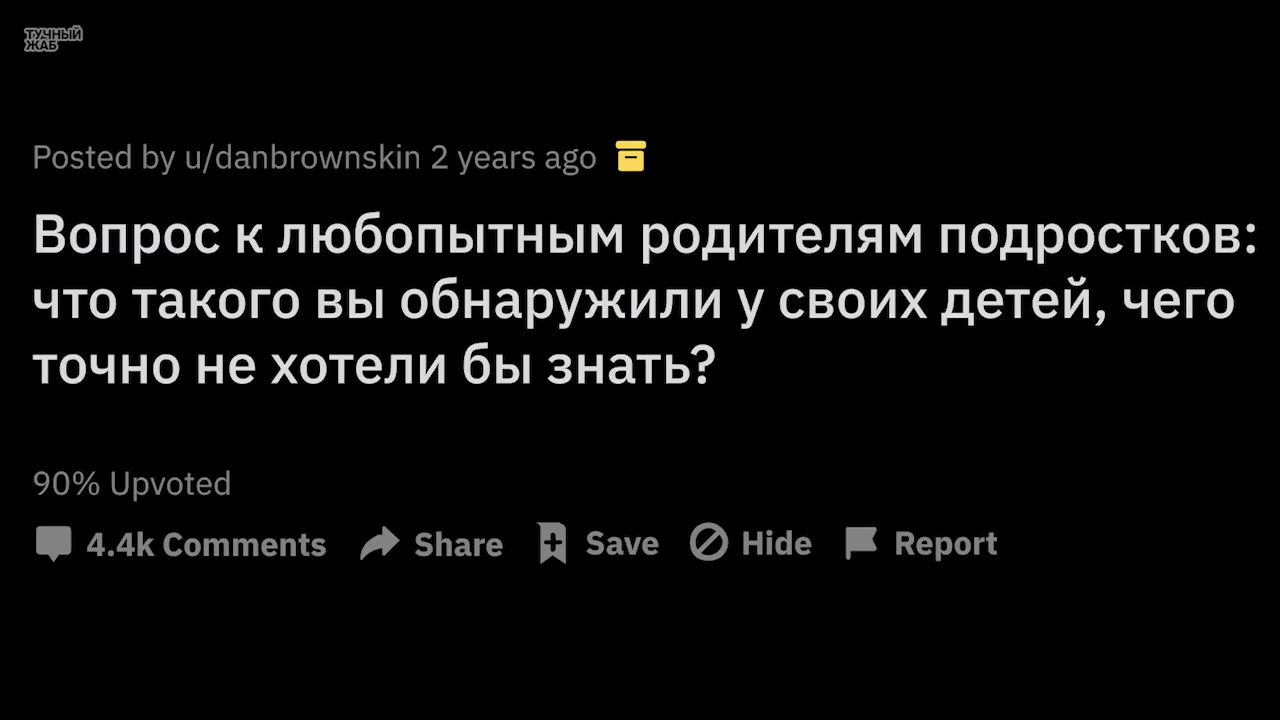 ТУЧНЫЙ
ЖАБ
Posted by u/danbrownskin 2 years ago
Вопрос к любопытным родителям подростков:
что такого вы обнаружили у своих детей, чего
точно не хотели бы знать?
90% Upvoted
4.4k Comments Share Save Hide Report